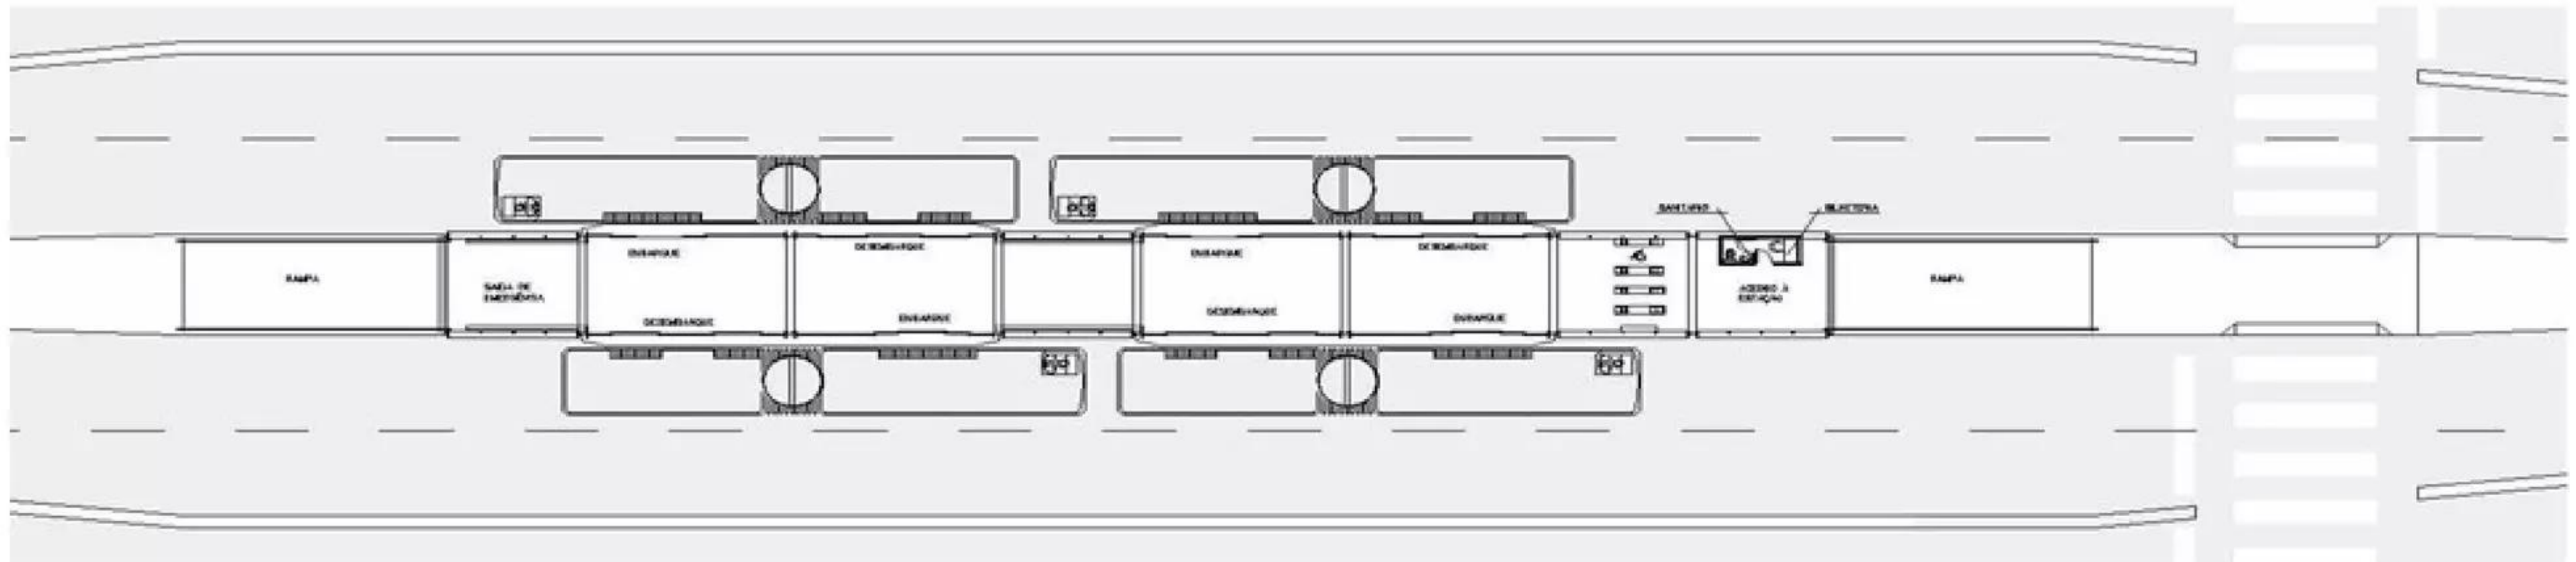 SANITÁRIO
BILHETERIA
EMBARQUE
DESEMBARQUE
EMBARQUE
DESEMBARQUE
RAMPA
SAÍDA DE
EMERGÊNCIA
ACESSO À
ESTAÇÃO
RAMPA
DESEMBARQUE
EMBARQUE
DESEMBARQUE
EMBARQUE